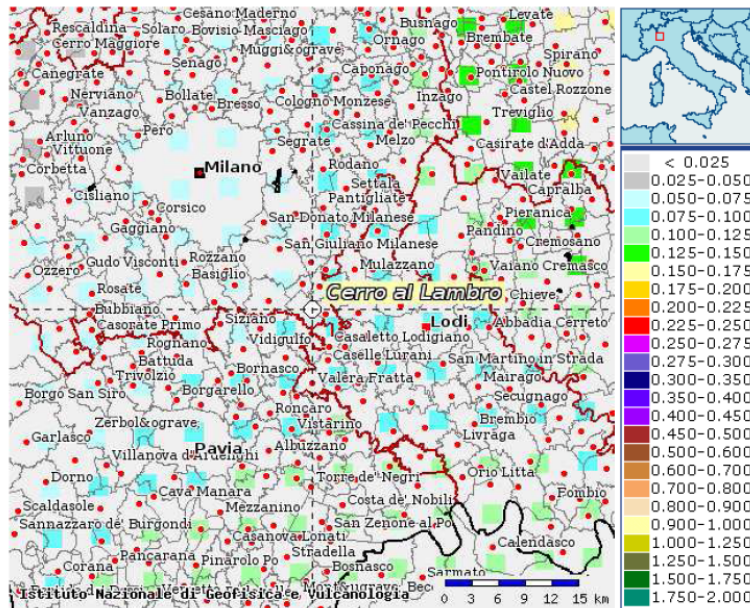 Cesano Maderno
Busnago
Levate
Rescaldina
Solaro
Bovisio Masciago
Ornago
Brembate
Cerro Maggiore
Muggi&ograve
Senago
Caponago
Spirano
Canegrate
Pontirolo Nuovo
Nerviano
Bollate
Cologno Monzese
Inzago
Castel Rozzone
Vanzago
Bresso
Treviglio
Arluno
Pero
Cassina de' Pecchi
Vittuone
Segrate
Melzo
Casirate d'Adda
Corbetta
Milano
Rodano
Vailate
Cisliano
Settala
Capralba
Pantigliate
Corsico
San Donato Milanese
Pieranica
Gaggiano
Pandino
Cremosano
San Giuliano Milanese
Ozzero
Gudo Visconti
Rozzano
Mulazzano
Vaiano Cremasco
Basiglio
Rosate
Cerro al Lambro
Chieve
Bubbiano
Casorate Primo
Siziano
Lodi
Abbadia Cerreto
Rognano
Vidigulfo
Casaletto Lodigiano
Battuda
Caselle Lurani
San Martino in Strada
Trivolzio
Bornasco
Valera Fratta
Mairago
Borgo San Siro
Borgarello
Secugnago
Roncaro
Zerbol&ograve
Vistarino
Brembio
Garlasco
Pavia
Albuzzano
Livraga
Villanova d'Ardenghi
Dorno
Torre de' Negri
Orio Litta
Cava Manara
Fombio
Scaldasole
Mezzanino
Costa de' Nobili
Sannazzaro de' Burgondi
San Zenone al Po
Casanova Lonati
Calendasco
Pancarana
Stradella
Corana
Pinarolo Po
Bosnasco
Sarmato
Istituto Nazionale di Geofisica e Vulcanologia
0 3 6 9 12 15 km
< 0.025
0.025-0.050
0.050-0.075
0.075-0.100
0.100-0.125
0.125-0.150
0.150-0.175
0.175-0.200
0.200-0.225
0.225-0.250
0.250-0.275
0.275-0.300
0.300-0.350
0.350-0.400
0.400-0.450
0.450-0.500
0.500-0.600
0.600-0.700
0.700-0.800
0.800-0.900
0.900-1.000
1.000-1.250
1.250-1.500
1.500-1.750
1.750-2.000